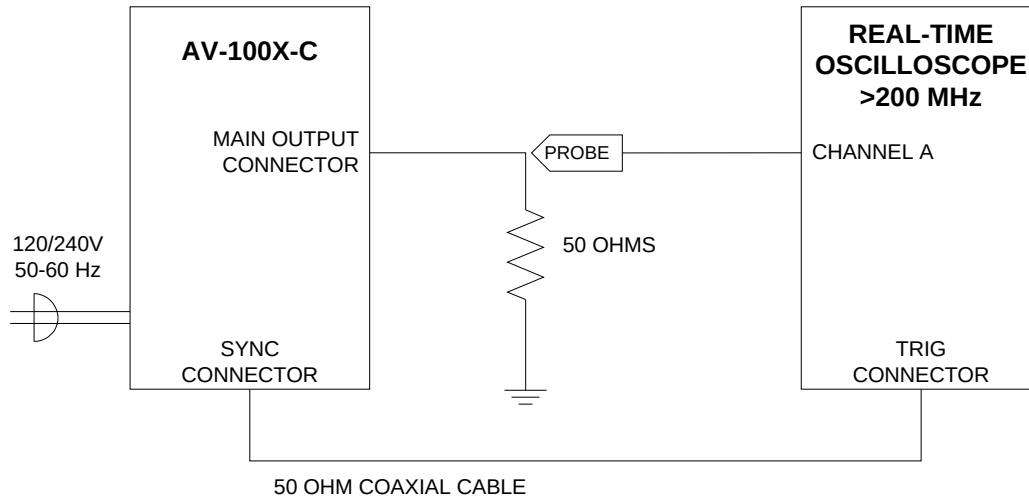 AV-100X-C
MAIN OUTPUT
CONNECTOR
120/240V
50-60 Hz
SYNC
CONNECTOR
PROBE
50 OHMS
REAL-TIME
OSCILLOSCOPE
>200 MHz
CHANNEL A
TRIG
CONNECTOR
50 OHM COAXIAL CABLE